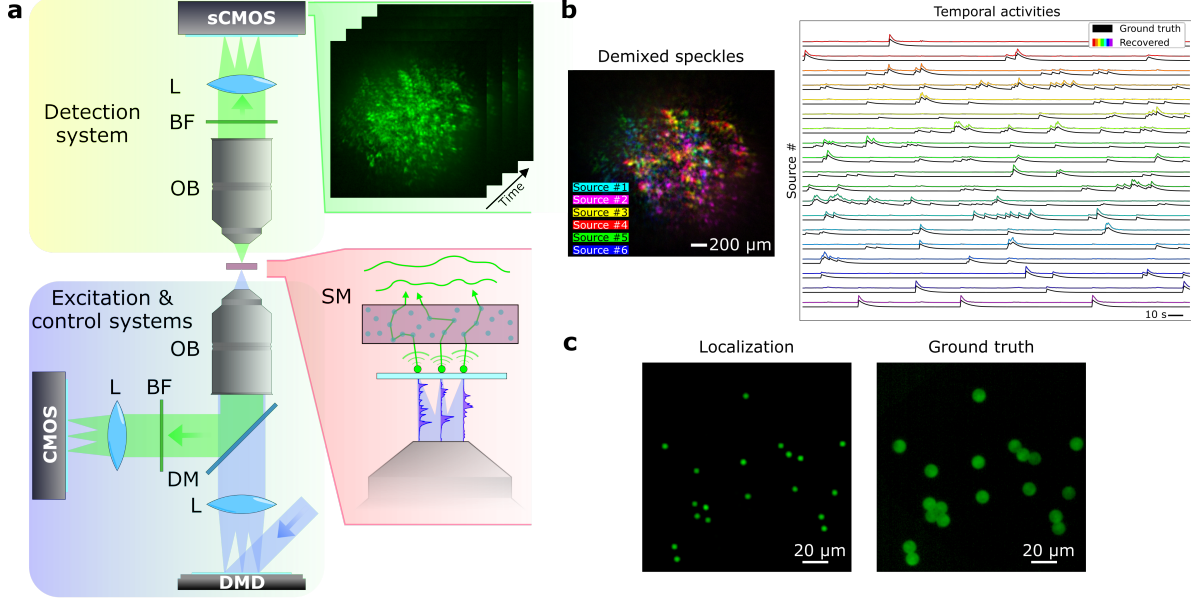 a
sCMOS
L
Detection
system
BF
OB
Time
Excitation &
control systems
OB
SM
L
BF
CMOS
DM
L
DMD
b
Demixed speckles
Source #1
Source #2
Source #3
Source #4
Source #5
Source #6
200 µm
Temporal activities
Ground truth
Recovered
Source #
10 s
c
Localization
20 µm
Ground truth
20 µm